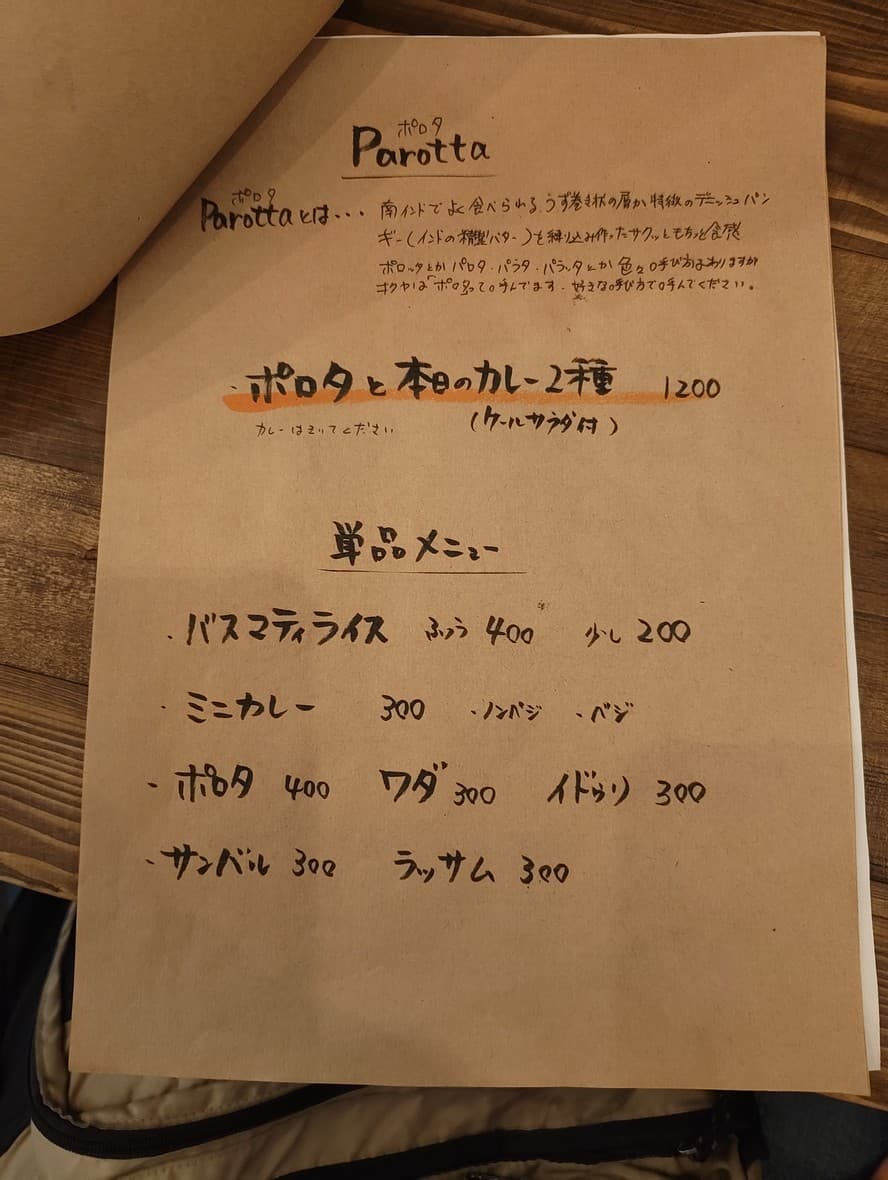 ポロタ
Parotta
ポロタ
Parottaとは・・・ 南インドでよく食べられる うず巻き状の層が特徴のデニッシュパン
ギー(インドの精製バター)を練り込み作ったサクッともちっと食感
ポロッタとか パロタ・パラタ・パラッタとか 色々呼び方はありますが
ボクヤは「ポロタ」って呼んでます。好きな呼び方で呼んでください。
・ポロタと本日のカレー2種 1200
カレーはきいてください (クールサラダ付)
単品メニュー
・バスマティライス ふつう 400 少し 200
・ミニカレー 300 ・ノンベジ ・ベジ
・ポロタ 400 ワダ 300 イドゥリ 300
・サンバル 300 ラッサム 300